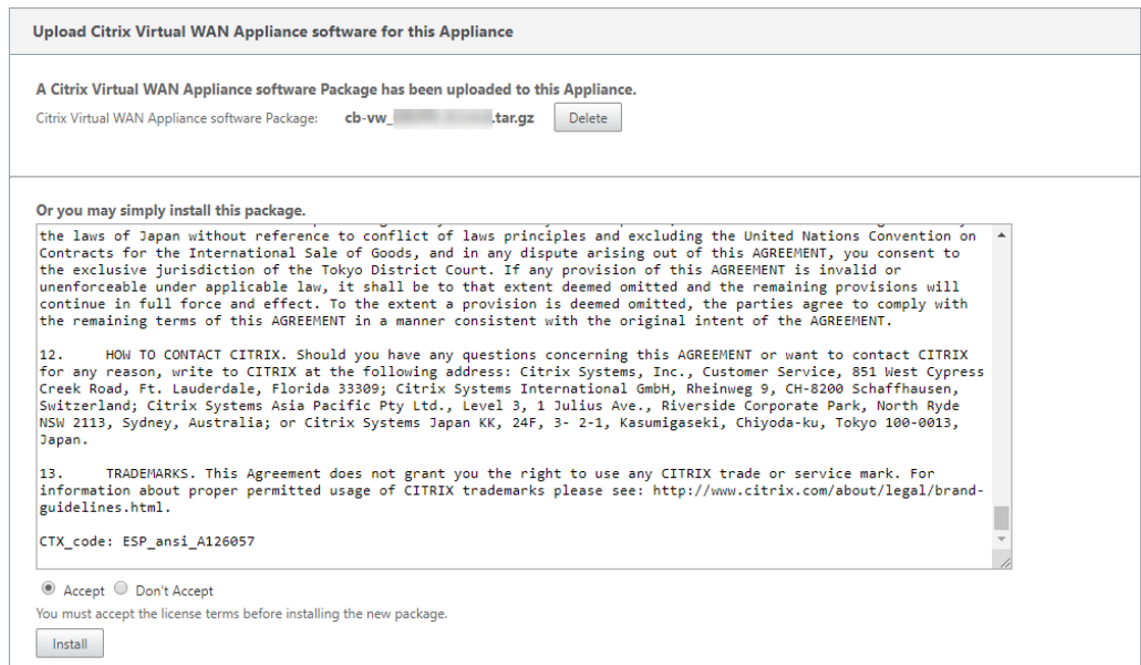 Upload Citrix Virtual WAN Appliance software for this Appliance
A Citrix Virtual WAN Appliance software Package has been uploaded to this Appliance.
Citrix Virtual WAN Appliance software Package: cb-vw_ .tar.gz Delete
Or you may simply install this package.
the laws of Japan without reference to conflict of laws principles and excluding the United Nations Convention on
Contracts for the International Sale of Goods, and in any dispute arising out of this AGREEMENT, you consent to
the exclusive jurisdiction of the Tokyo District Court. If any provision of this AGREEMENT is invalid or
unenforceable under applicable law, it shall be to that extent deemed omitted and the remaining provisions will
continue in full force and effect. To the extent a provision is deemed omitted, the parties agree to comply with
the remaining terms of this AGREEMENT in a manner consistent with the original intent of the AGREEMENT.
12. HOW TO CONTACT CITRIX. Should you have any questions concerning this AGREEMENT or want to contact CITRIX
for any reason, write to CITRIX at the following address: Citrix Systems, Inc., Customer Service, 851 West Cypress
Creek Road, Ft. Lauderdale, Florida 33309; Citrix Systems International GmbH, Rheinweg 9, CH-8200 Schaffhausen,
Switzerland; Citrix Systems Asia Pacific Pty Ltd., Level 3, 1 Julius Ave., Riverside Corporate Park, North Ryde
NSW 2113, Sydney, Australia; or Citrix Systems Japan KK, 24F, 3- 2-1, Kasumigaseki, Chiyoda-ku, Tokyo 100-0013,
Japan.
13. TRADEMARKS. This Agreement does not grant you the right to use any CITRIX trade or service mark. For
information about proper permitted usage of CITRIX trademarks please see: http://www.citrix.com/about/legal/brand-
guidelines.html.
CTX_code: ESP_ansi_A126057
Accept Don't Accept
You must accept the license terms before installing the new package.
Install